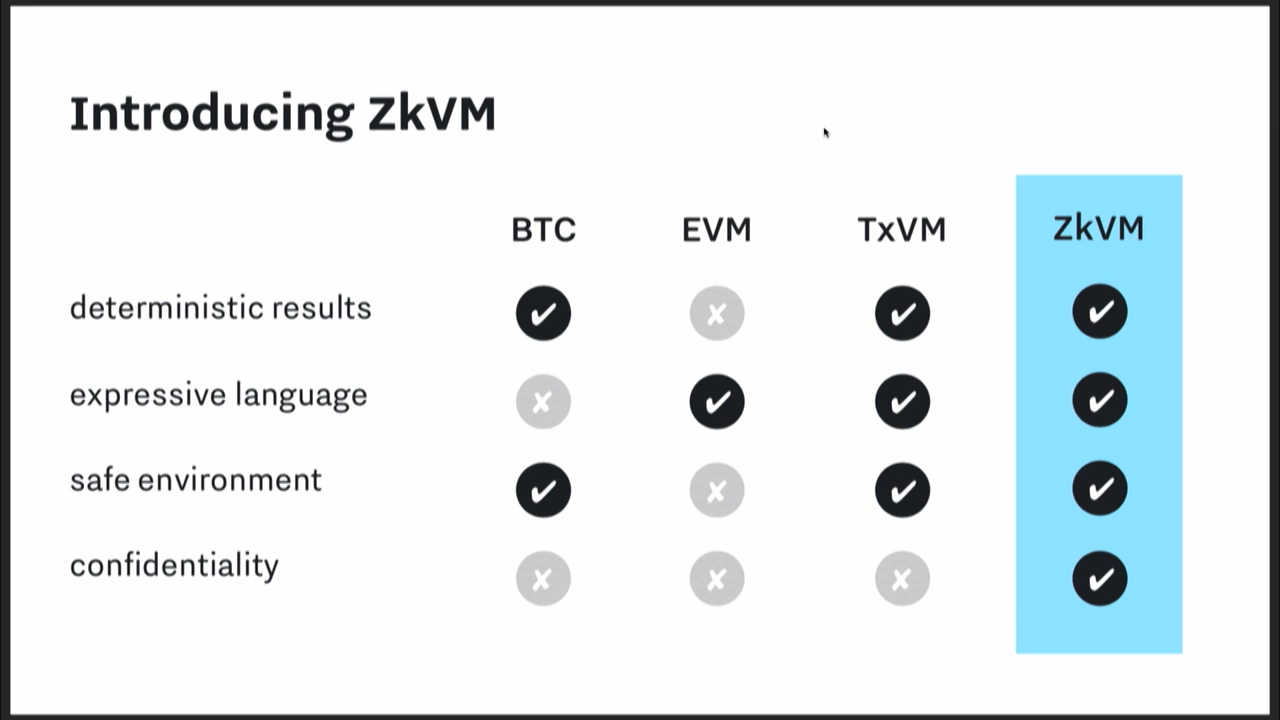 Introducing ZkVM
BTC EVM TxVM ZkVM
deterministic results ✔ ✘ ✔ ✔
expressive language ✘ ✔ ✔ ✔
safe environment ✔ ✘ ✔ ✔
confidentiality ✘ ✘ ✘ ✔